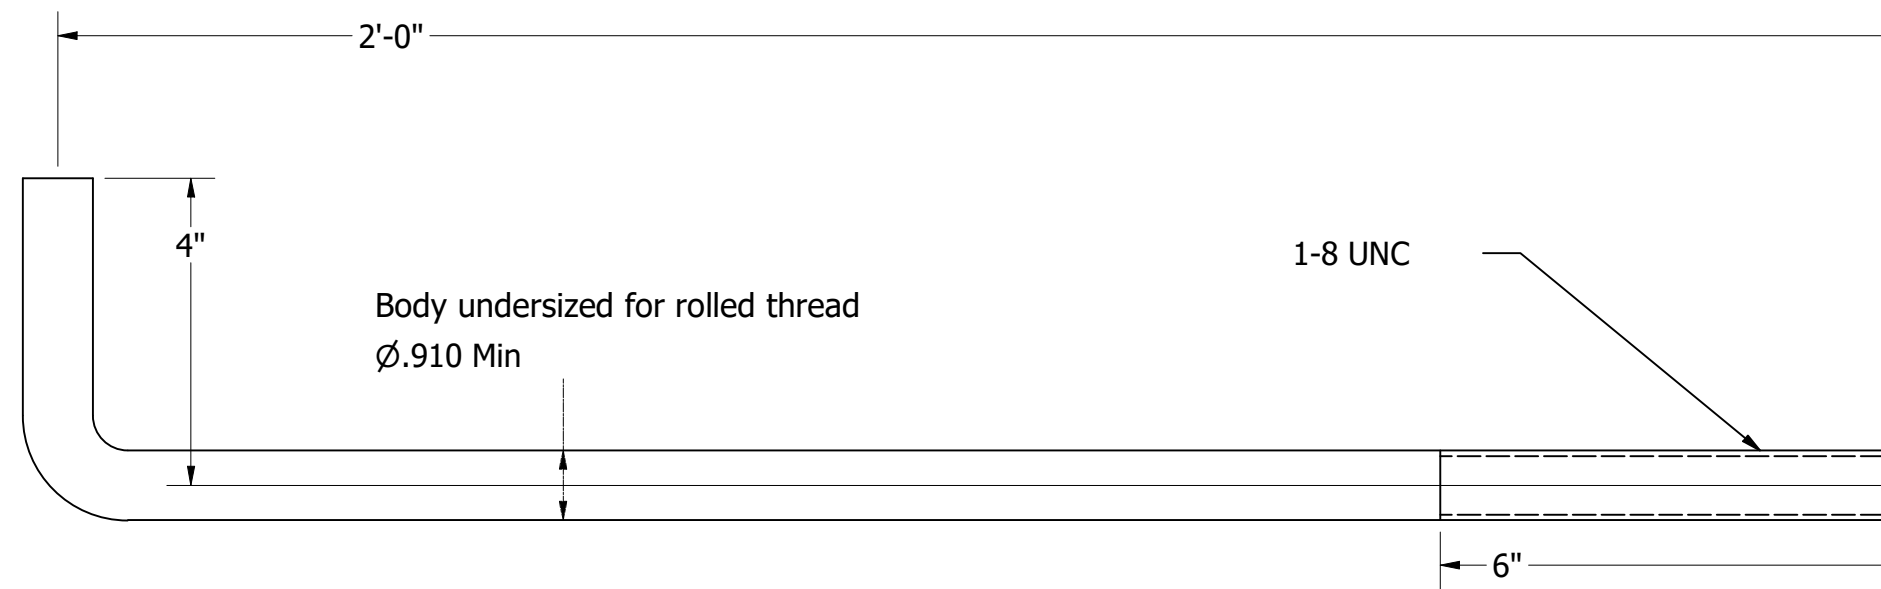 2'-0"
4"
1-8 UNC
Body undersized for rolled thread
Ø.910 Min
6"